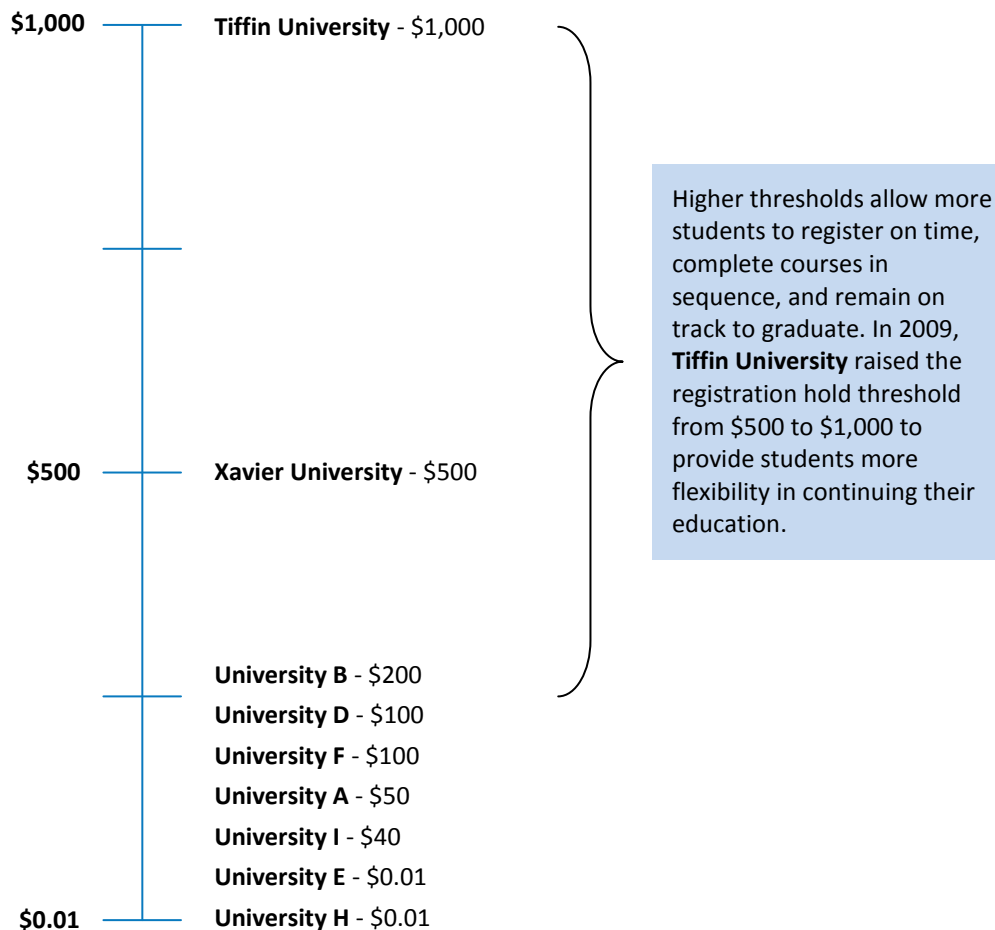 $1,000
Tiffin University - $1,000
Higher thresholds allow more
students to register on time,
complete courses in
sequence, and remain on
track to graduate. In 2009,
Tiffin University raised the
registration hold threshold
from $500 to $1,000 to
provide students more
flexibility in continuing their
education.
$500
Xavier University - $500
University B - $200
University D - $100
University F - $100
University A - $50
University I - $40
University E - $0.01
$0.01
University H - $0.01